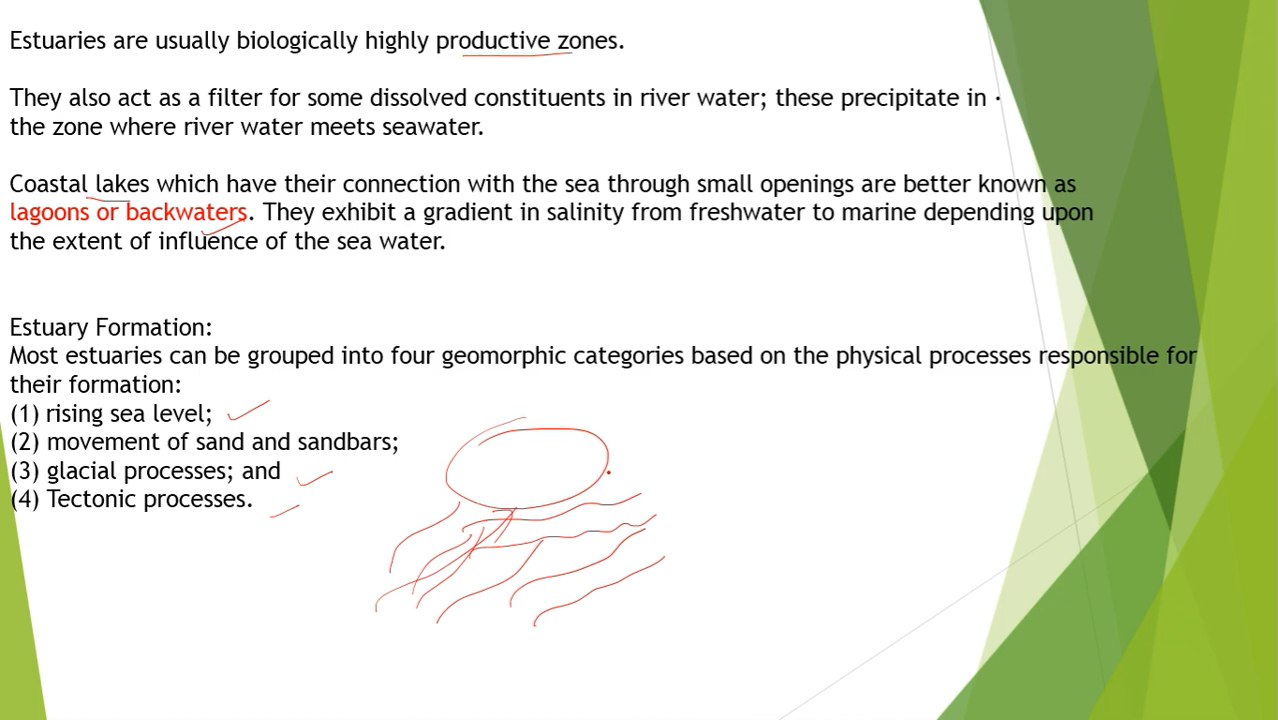 Estuaries are usually biologically highly productive zones.
They also act as a filter for some dissolved constituents in river water; these precipitate in
the zone where river water meets seawater.
Coastal lakes which have their connection with the sea through small openings are better known as
lagoons or backwaters. They exhibit a gradient in salinity from freshwater to marine depending upon
the extent of influence of the sea water.
Estuary Formation:
Most estuaries can be grouped into four geomorphic categories based on the physical processes responsible for
their formation:
(1) rising sea level;
(2) movement of sand and sandbars;
(3) glacial processes; and
(4) Tectonic processes.